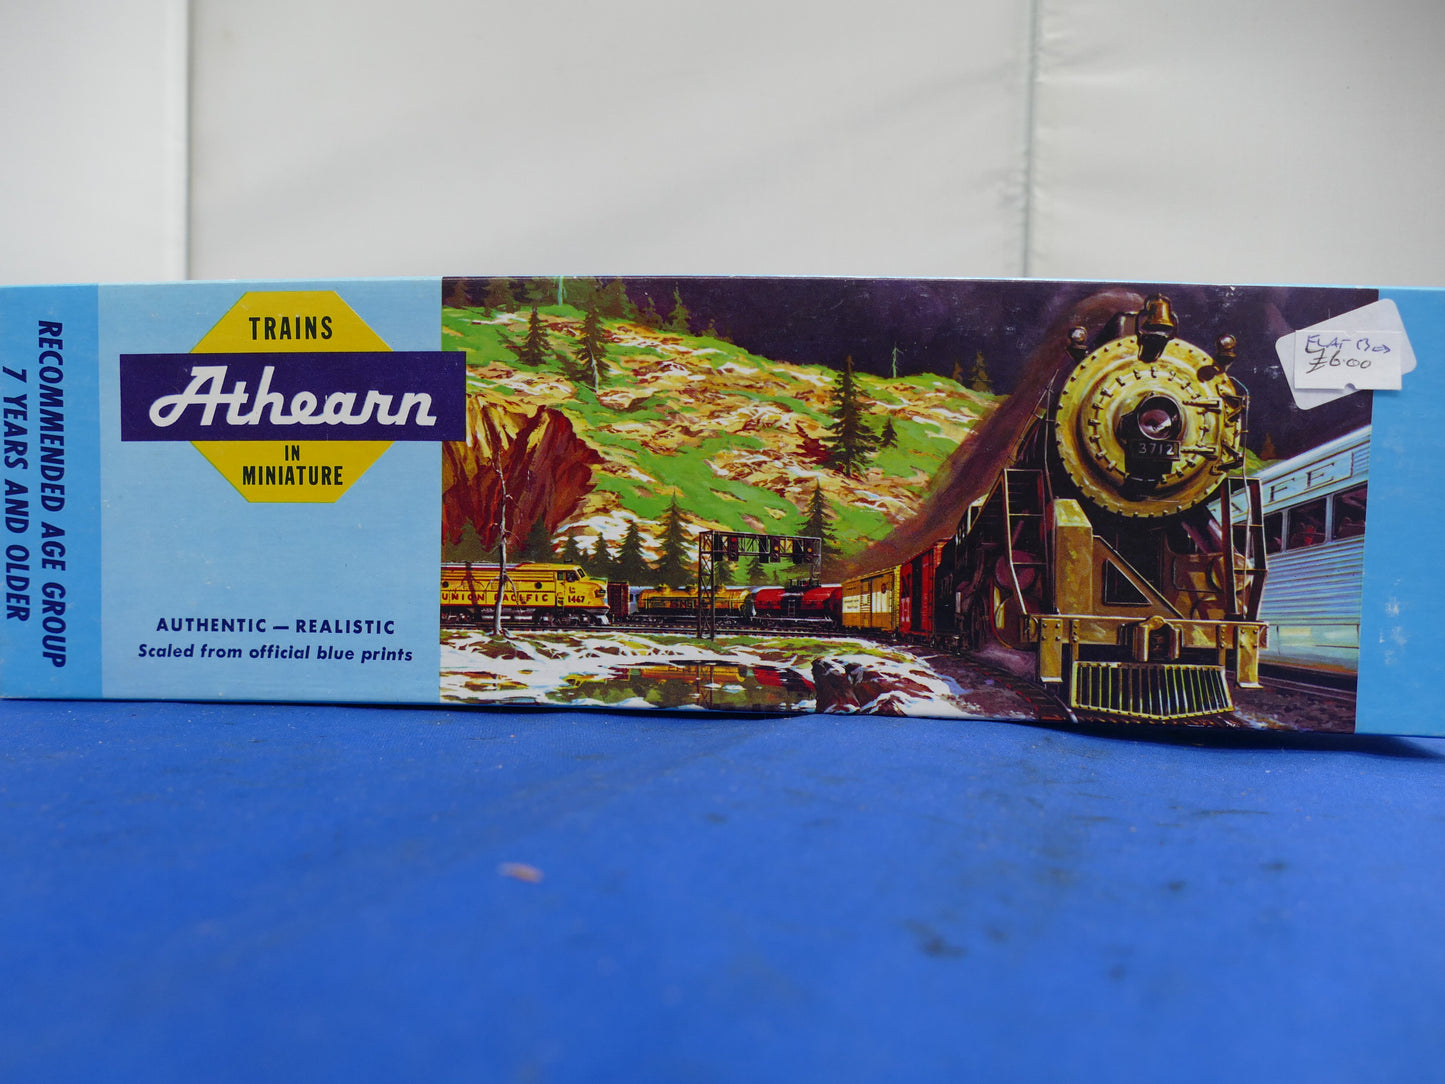 RECOMMENDED AGE GROUP
7 YEARS AND OLDER
TRAINS
Athearn
IN
MINIATURE
AUTHENTIC — REALISTIC
Scaled from official blue prints
UNION PACIFIC
1467
3712
FLAT
£6.00